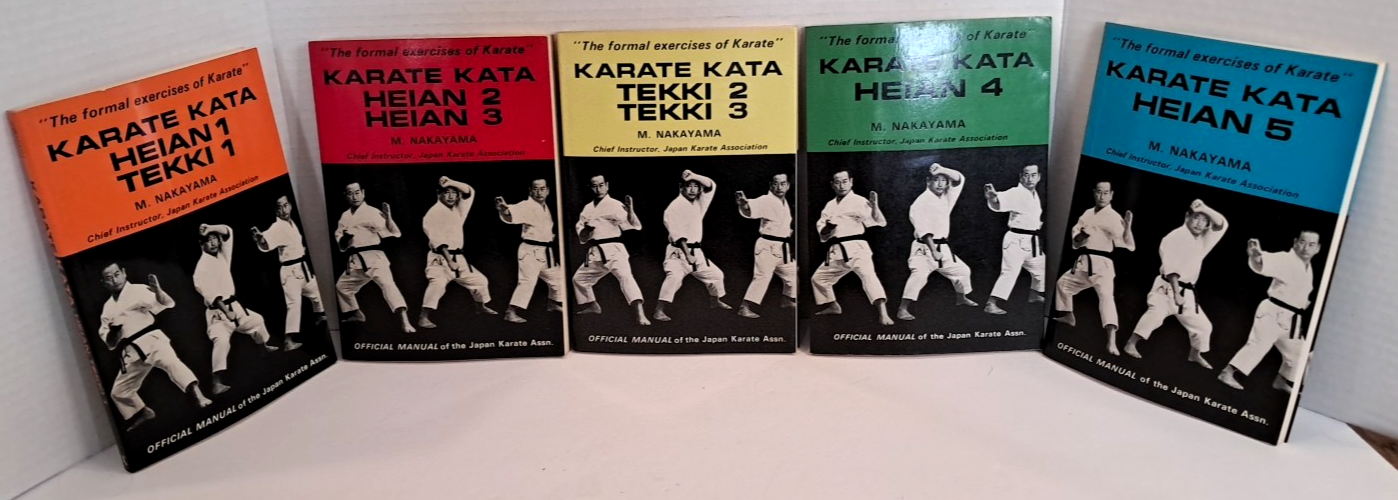 "The formal exercises of Karate"
KARATE KATA
HEIAN 1
TEKKI 1
M. NAKAYAMA
Chief Instructor, Japan Karate Association
OFFICIAL MANUAL of the Japan Karate Assn.
"The formal exercises of Karate"
KARATE KATA
HEIAN 2
HEIAN 3
M. NAKAYAMA
Chief Instructor, Japan Karate Association
OFFICIAL MANUAL of the Japan Karate Assn.
"The formal exercises of Karate"
KARATE KATA
TEKKI 2
TEKKI 3
M. NAKAYAMA
Chief Instructor, Japan Karate Association
OFFICIAL MANUAL of the Japan Karate Assn.
"The formal exercises of Karate"
KARATE KATA
HEIAN 4
M. NAKAYAMA
Chief Instructor, Japan Karate Association
OFFICIAL MANUAL of the Japan Karate Assn.
"The formal exercises of Karate"
KARATE KATA
HEIAN 5
M. NAKAYAMA
Chief Instructor, Japan Karate Association
OFFICIAL MANUAL of the Japan Karate Assn.